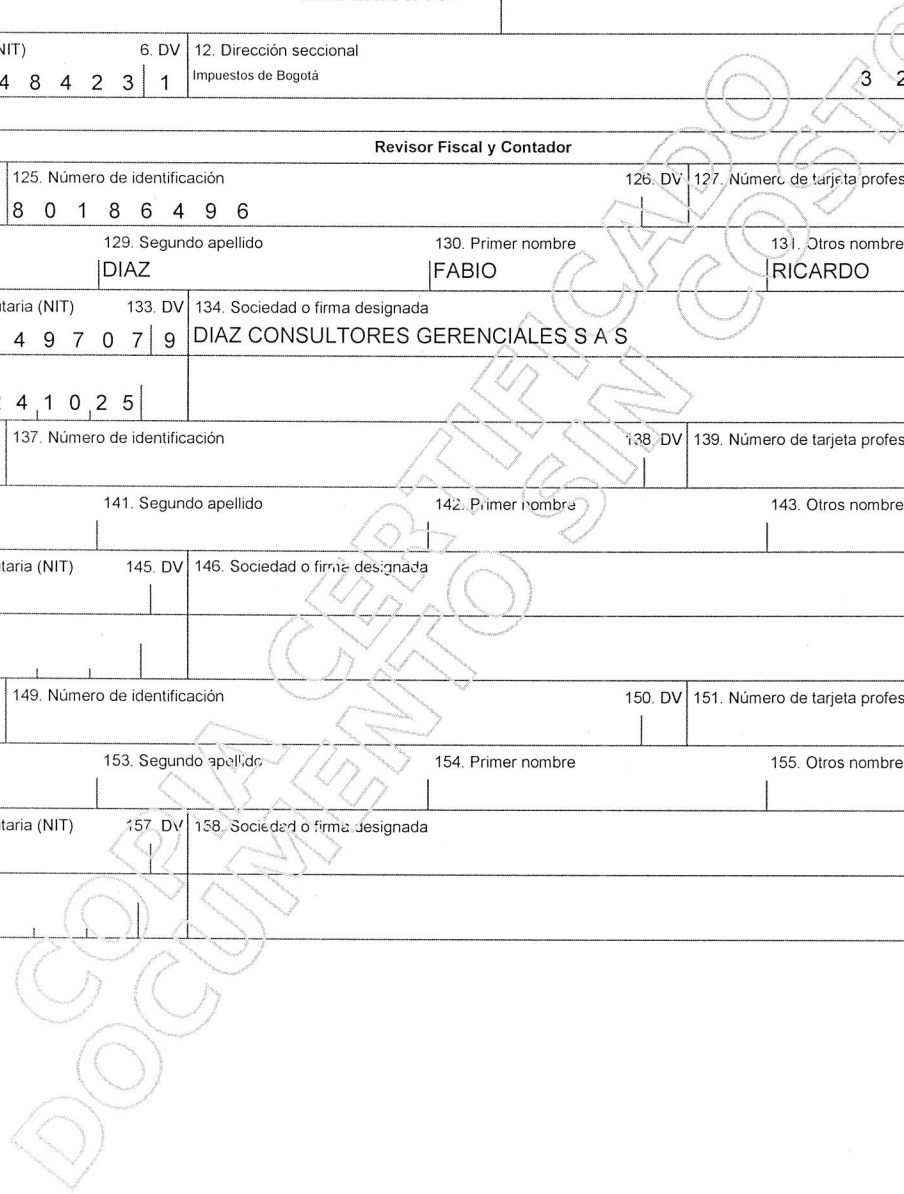 NIT) 6. DV 12. Dirección seccional
4 8 4 2 3 1 Impuestos de Bogotá 3 2
Revisor Fiscal y Contador
125. Número de identificación 126. DV 127. Número de tarjeta profes
8 0 1 8 6 4 9 6
129. Segundo apellido 130. Primer nombre 131. Otros nombre
DIAZ FABIO RICARDO
taria (NIT) 133. DV 134. Sociedad o firma designada
4 9 7 0 7 9 DIAZ CONSULTORES GERENCIALES S A S
4 1 0 2 5
137. Número de identificación 138. DV 139. Número de tarjeta profes
141. Segundo apellido 142. Primer nombre 143. Otros nombre
taria (NIT) 145. DV 146. Sociedad o firma designada
149. Número de identificación 150. DV 151. Número de tarjeta profes
153. Segundo apellido 154. Primer nombre 155. Otros nombre
taria (NIT) 157. DV 158. Sociedad o firma designada
COPIA CERTIFICADO
DOCUMENTO SIN COSTO